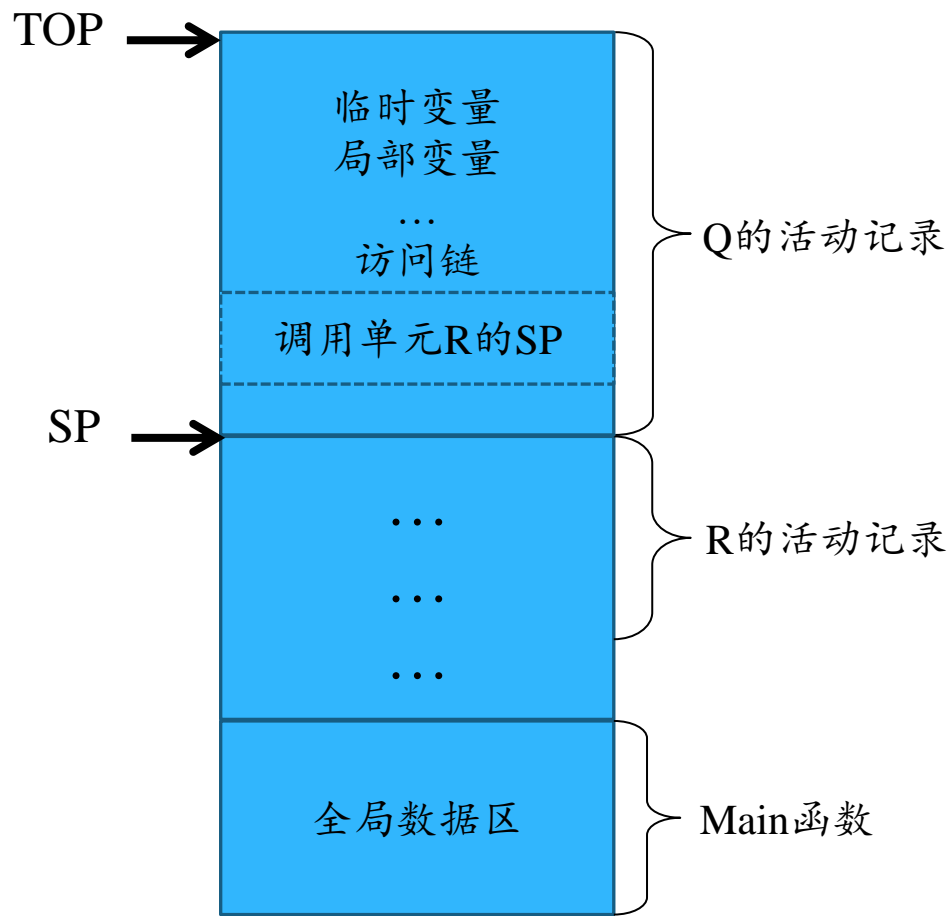 TOP
临时变量
局部变量
…
访问链
Q的活动记录
调用单元R的SP
SP
…
R的活动记录
…
…
全局数据区
Main函数